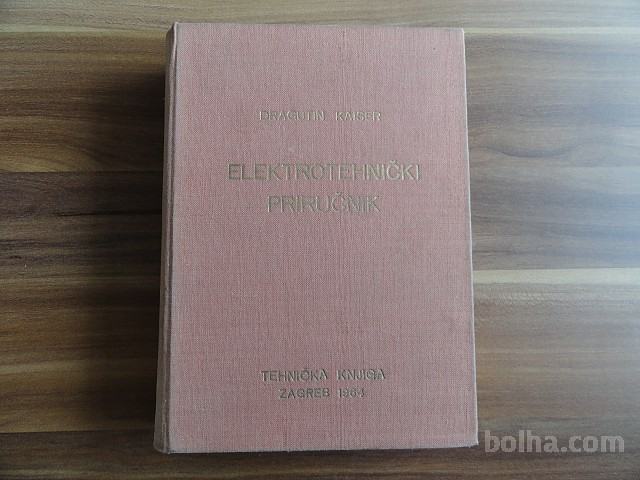 DRAGUTIN KAISER
ELEKTROTEHNIČKI
PRIRUČNIK
TEHNIČKA KNJIGA
ZAGREB 1964
bolha.com